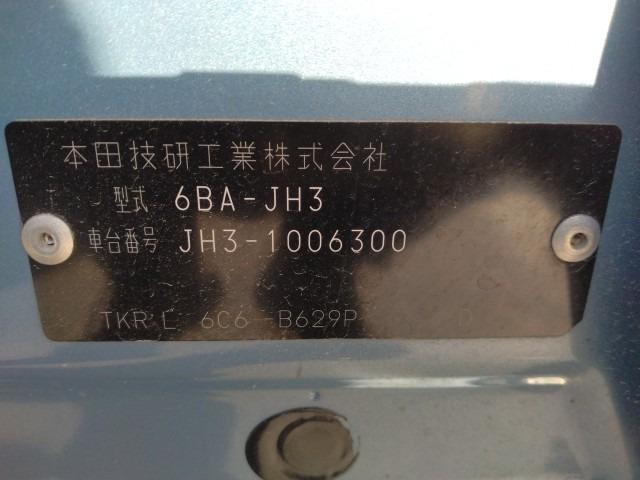 本田技研工業株式会社
型式 6BA-JH3
車台番号 JH3-1006300
TKR L 6C6-B629P D